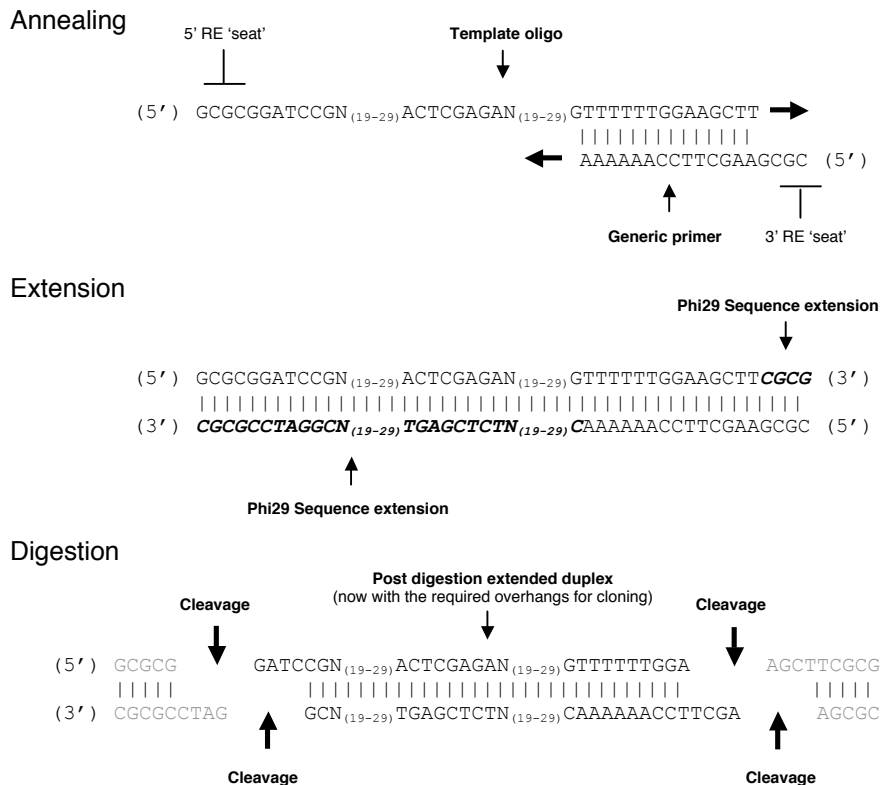 Annealing
5’ RE ‘seat’
Template oligo
(5’) GCGCGGATCCGN(19-29)ACTCGAGAN(19-29)GTTTTTTGGAAGCTT
AAAAAACCTTCGAAGCGC (5’)
Generic primer
3’ RE ‘seat’
Extension
Phi29 Sequence extension
(5’) GCGCGGATCCGN(19-29)ACTCGAGAN(19-29)GTTTTTTGGAAGCTTCGCG (3’)
(3’) CGCGCCTAGGCN(19-29)TGAGCTCTN(19-29)CAAAAAACCTTCGAAGCGC (5’)
Phi29 Sequence extension
Digestion
Post digestion extended duplex
(now with the required overhangs for cloning)
Cleavage
Cleavage
(5’) GCGCG GATCCGN(19-29)ACTCGAGAN(19-29)GTTTTTTGGA AGCTTCGCG
(3’) CGCGCCTAG GCN(19-29)TGAGCTCTN(19-29)CAAAAAACCTTCGA AGCGC
Cleavage
Cleavage